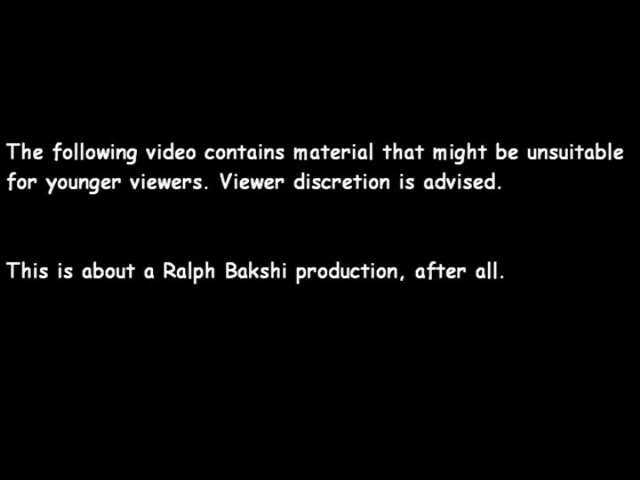 The following video contains material that might be unsuitable
for younger viewers. Viewer discretion is advised.
This is about a Ralph Bakshi production, after all.